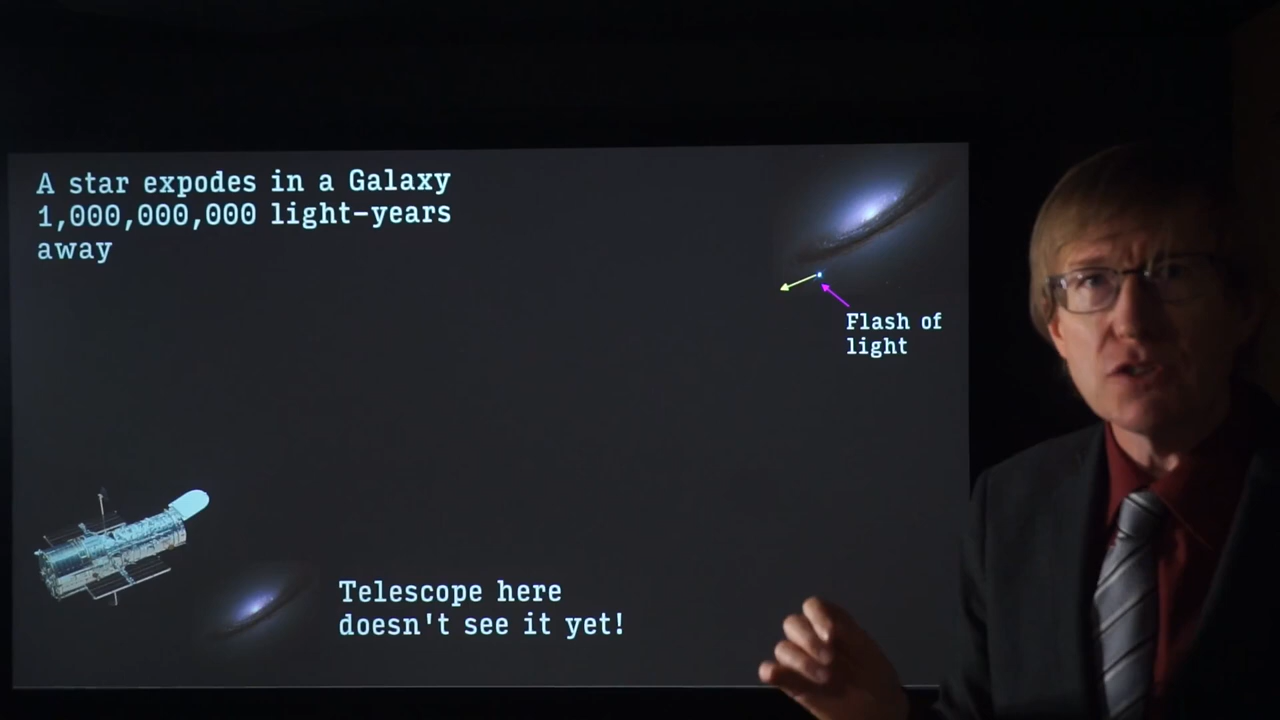 A star expodes in a Galaxy
1,000,000,000 light-years
away
Flash of
light
Telescope here
doesn't see it yet!